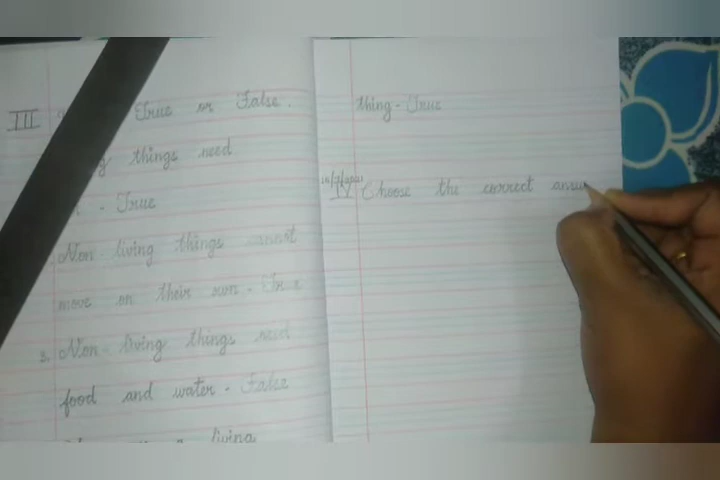 III True or False.
things need
- True
Non living things cannot
move on their own - True
3. Non-living things need
food and water - False
living
thing - True
IV Choose the correct answ